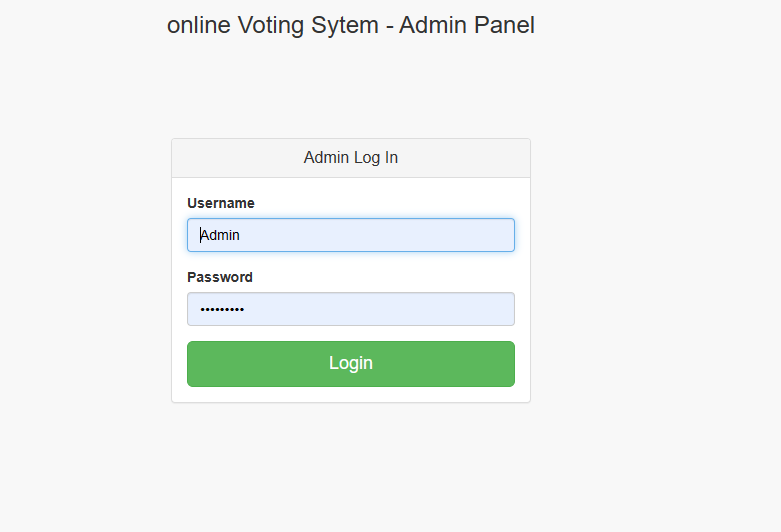 online Voting Sytem - Admin Panel
Admin Log In
Username
Admin
Password
•••••••••
Login